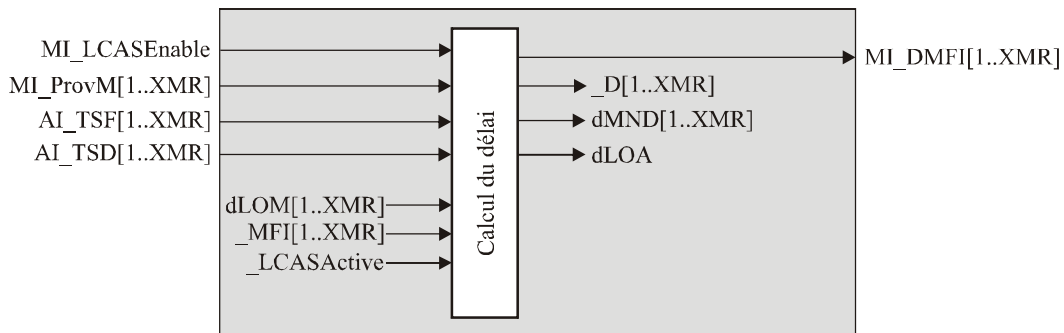 MI_LCASEnable
MI_ProvM[1..XMR]
AI_TSF[1..XMR]
AI_TSD[1..XMR]
dLOM[1..XMR]
_MFI[1..XMR]
_LCASActive
Calcul du délai
MI_DMFI[1..XMR]
_D[1..XMR]
dMND[1..XMR]
dLOA